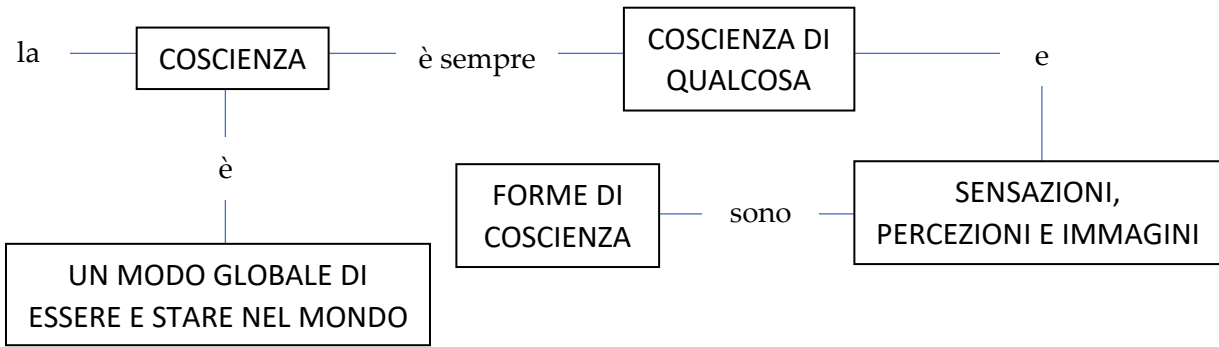 la
COSCIENZA
è sempre
COSCIENZA DI
QUALCOSA
e
è
FORME DI
COSCIENZA
sono
SENSAZIONI,
PERCEZIONI E IMMAGINI
UN MODO GLOBALE DI
ESSERE E STARE NEL MONDO